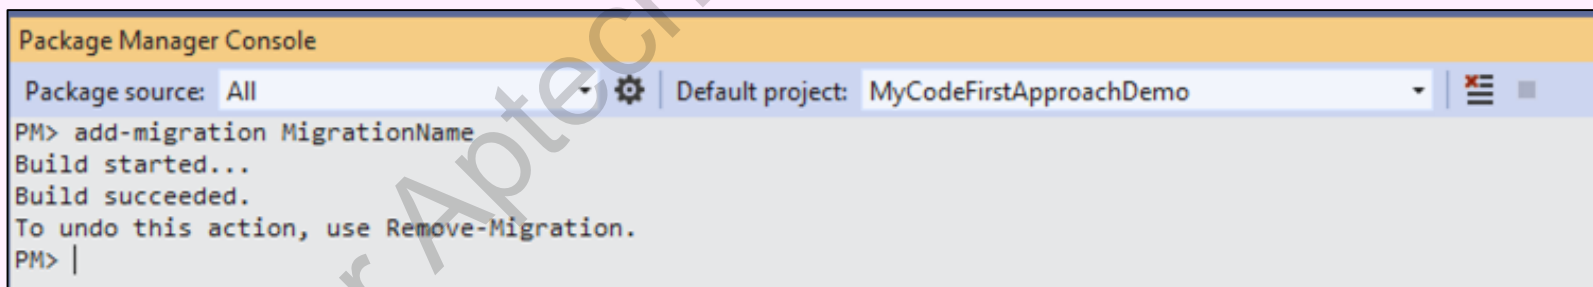 Package Manager Console
Package source: All Default project: MyCodeFirstApproachDemo
PM> add-migration MigrationName
Build started...
Build succeeded.
To undo this action, use Remove-Migration.
PM>
r Aptech